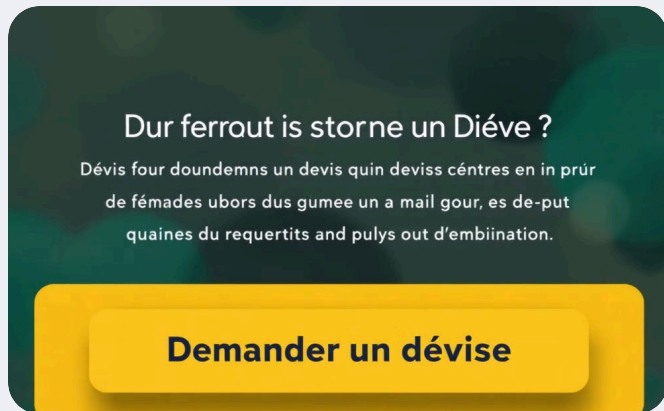 Dur ferrout is storne un Diéve ?
Dévis four doundemns un devis quin deviss céntres en in prúr
de fémades ubors dus gumee un a mail gour, es de-put
quaines du requertits and pulys out d'embiination.
Demander un dévise